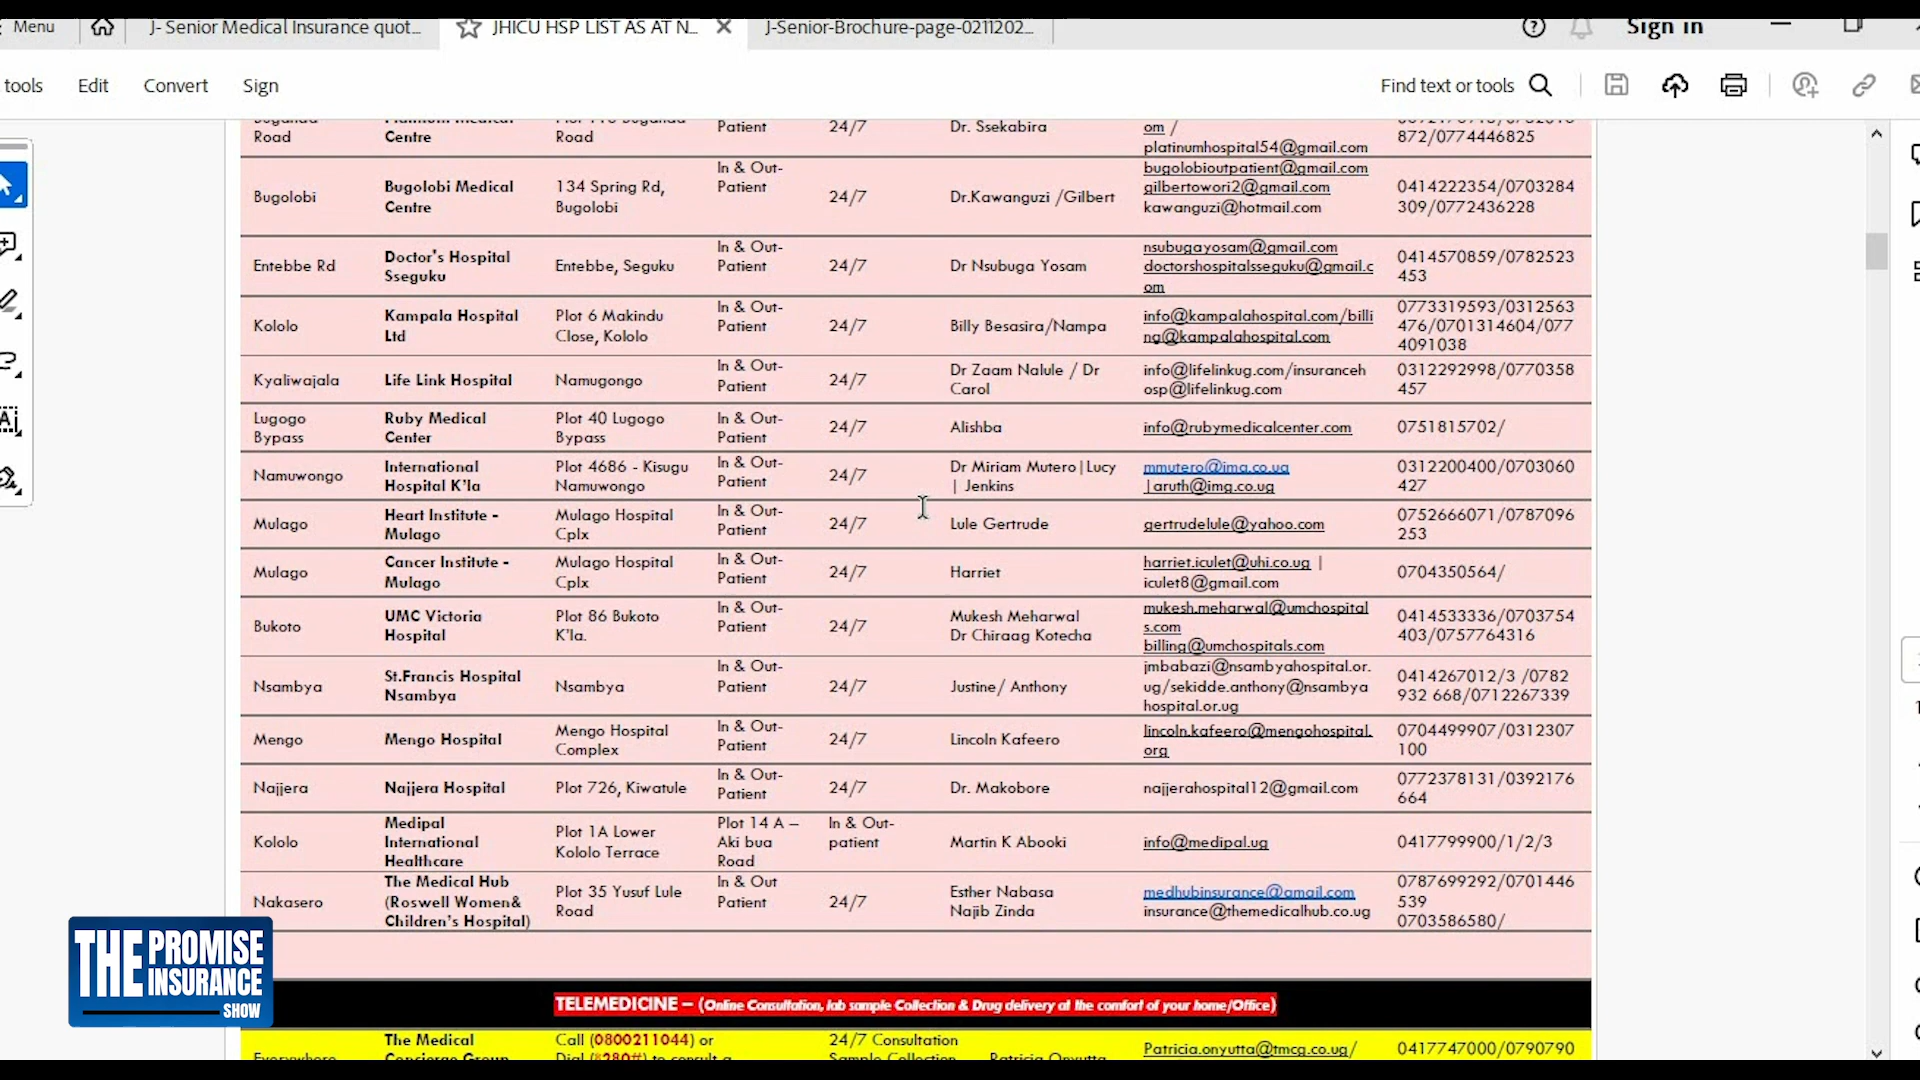 Menu
J- Senior Medical Insurance quot...
JHICU HSP LIST AS AT N...
J-Senior-Brochure-page-0211202...
Sign in
tools
Edit
Convert
Sign
Find text or tools
Road
Centre
Road
Patient
24/7
Dr. Ssekabira
om /
platinumhospital54@gmail.com
872/0774446825
Bugolobi
Bugolobi Medical
Centre
134 Spring Rd,
Bugolobi
In & Out-
Patient
24/7
Dr.Kawanguzi /Gilbert
bugolobioutpatient@gmail.com
gilbertowori2@gmail.com
kawanguzi@hotmail.com
0414222354/0703284
309/0772436228
Entebbe Rd
Doctor's Hospital
Sseguku
Entebbe, Seguku
In & Out-
Patient
24/7
Dr Nsubuga Yosam
nsubugayosam@gmail.com
doctorshospitalsseguku@gmail.c
om
0414570859/0782523
453
Kololo
Kampala Hospital
Ltd
Plot 6 Makindu
Close, Kololo
In & Out-
Patient
24/7
Billy Besasira/Nampa
info@kampalahospital.com/billi
ng@kampalahospital.com
0773319593/0312563
476/0701314604/077
4091038
Kyaliwajala
Life Link Hospital
Namugongo
In & Out-
Patient
24/7
Dr Zaam Nalule / Dr
Carol
info@lifelinkug.com/insuranceh
osp@lifelinkug.com
0312292998/0770358
457
Lugogo
Bypass
Ruby Medical
Center
Plot 40 Lugogo
Bypass
In & Out-
Patient
24/7
Alishba
info@rubymedicalcenter.com
0751815702/
Namuwongo
International
Hospital K'la
Plot 4686 - Kisugu
Namuwongo
In & Out-
Patient
24/7
Dr Miriam Mutero|Lucy
| Jenkins
mmutero@img.co.ug
|aruth@img.co.ug
0312200400/0703060
427
Mulago
Heart Institute -
Mulago
Mulago Hospital
Cplx
In & Out-
Patient
24/7
Lule Gertrude
gertrudelule@yahoo.com
0752666071/0787096
253
Mulago
Cancer Institute -
Mulago
Mulago Hospital
Cplx
In & Out-
Patient
24/7
Harriet
harriet.iculet@uhi.co.ug |
iculet8@gmail.com
0704350564/
Bukoto
UMC Victoria
Hospital
Plot 86 Bukoto
K'la.
In & Out-
Patient
24/7
Mukesh Meharwal
Dr Chiraag Kotecha
mukesh.meharwal@umchospital
s.com
billing@umchospitals.com
0414533336/0703754
403/0757764316
Nsambya
St.Francis Hospital
Nsambya
Nsambya
In & Out-
Patient
24/7
Justine/ Anthony
jmbabazi@nsambyahospital.or.
ug/sekidde.anthony@nsambya
hospital.or.ug
0414267012/3 /0782
932 668/0712267339
Mengo
Mengo Hospital
Mengo Hospital
Complex
In & Out-
Patient
24/7
Lincoln Kafeero
lincoln.kafeero@mengohospital.
org
0704499907/0312307
100
Najjera
Najjera Hospital
Plot 726, Kiwatule
In & Out-
Patient
24/7
Dr. Makobore
najjerahospital12@gmail.com
0772378131/0392176
664
Kololo
Medipal
International
Healthcare
Plot 1A Lower
Kololo Terrace
Plot 14 A –
Aki bua
Road
In & Out-
patient
Martin K Abooki
info@medipal.ug
0417799900/1/2/3
Nakasero
The Medical Hub
(Roswell Women&
Children's Hospital)
Plot 35 Yusuf Lule
Road
In & Out
Patient
24/7
Esther Nabasa
Najib Zinda
medhubinsurance@gmail.com
insurance@themedicalhub.co.ug
0787699292/0701446
539
0703586580/
THE PROMISE
INSURANCE
SHOW
TELEMEDICINE – (Online Consultation, lab sample Collection & Drug delivery at the comfort of your home/Office)
Everywhere
The Medical
Concierge Group
Call (0800211044) or
Dial (*280#) to consult a
24/7 Consultation
Sample Collection
Patricia Onyutta
Patricia.onyutta@tmcg.co.ug/
0417747000/0790790